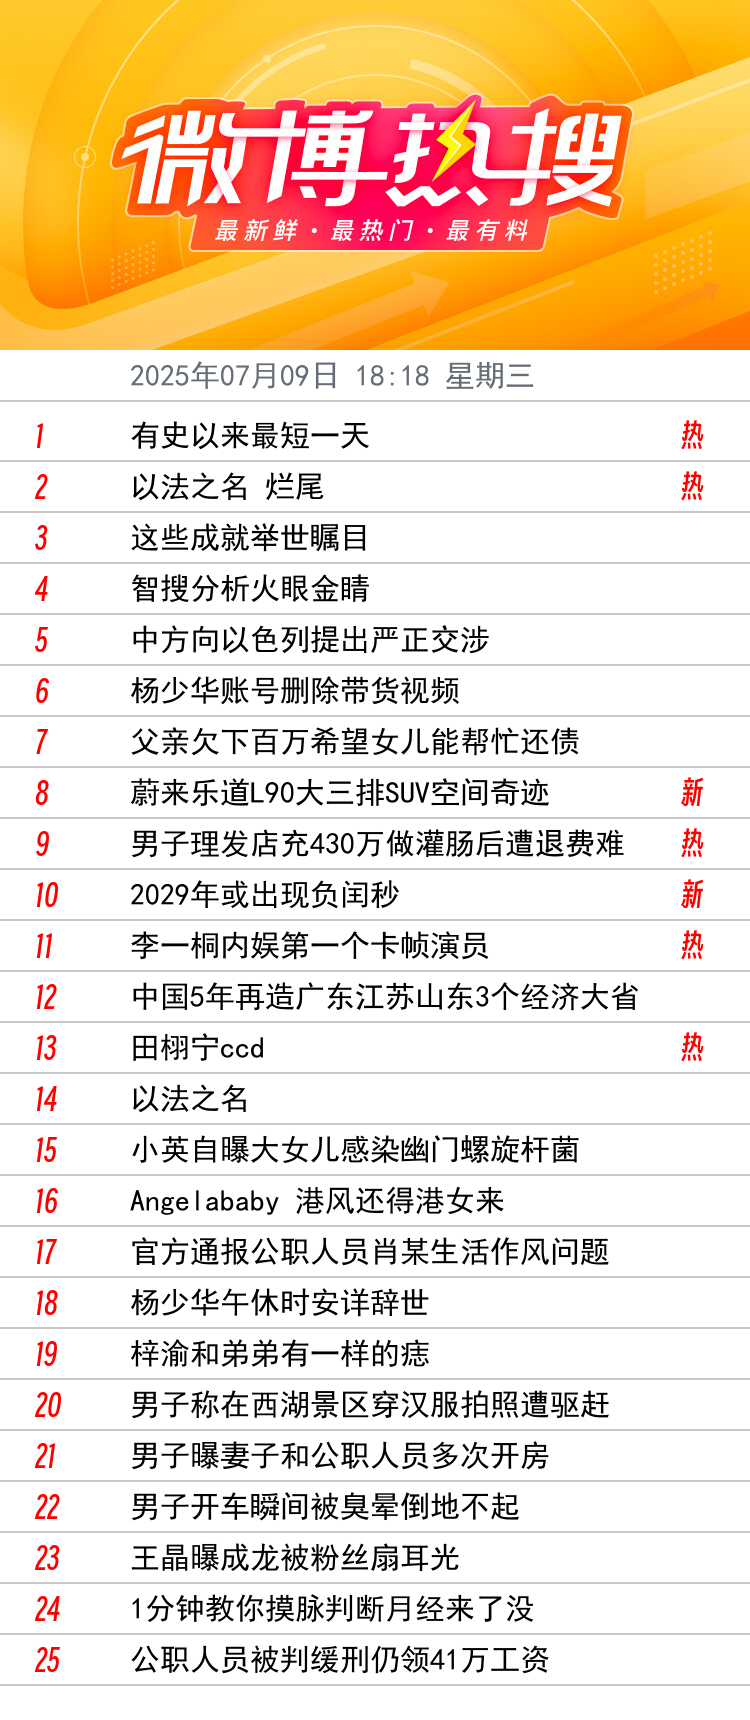 微博热搜
最新鲜·最热门·最有料
2025年07月09日 18:18 星期三
1 有史以来最短一天 热
2 以法之名 烂尾 热
3 这些成就举世瞩目
4 智搜分析火眼金睛
5 中方向以色列提出严正交涉
6 杨少华账号删除带货视频
7 父亲欠下百万希望女儿能帮忙还债
8 蔚来乐道L90大三排SUV空间奇迹 新
9 男子理发店充430万做灌肠后遭退费难 热
10 2029年或出现负闰秒 新
11 李一桐内娱第一个卡帧演员 热
12 中国5年再造广东江苏山东3个经济大省
13 田栩宁ccd 热
14 以法之名
15 小英自曝大女儿感染幽门螺旋杆菌
16 Angelababy 港风还得港女来
17 官方通报公职人员肖某生活作风问题
18 杨少华午休时安详辞世
19 梓渝和弟弟有一样的痣
20 男子称在西湖景区穿汉服拍照遭驱赶
21 男子曝妻子和公职人员多次开房
22 男子开车瞬间被臭晕倒地不起
23 王晶曝成龙被粉丝扇耳光
24 1分钟教你摸脉判断月经来了没
25 公职人员被判缓刑仍领41万工资